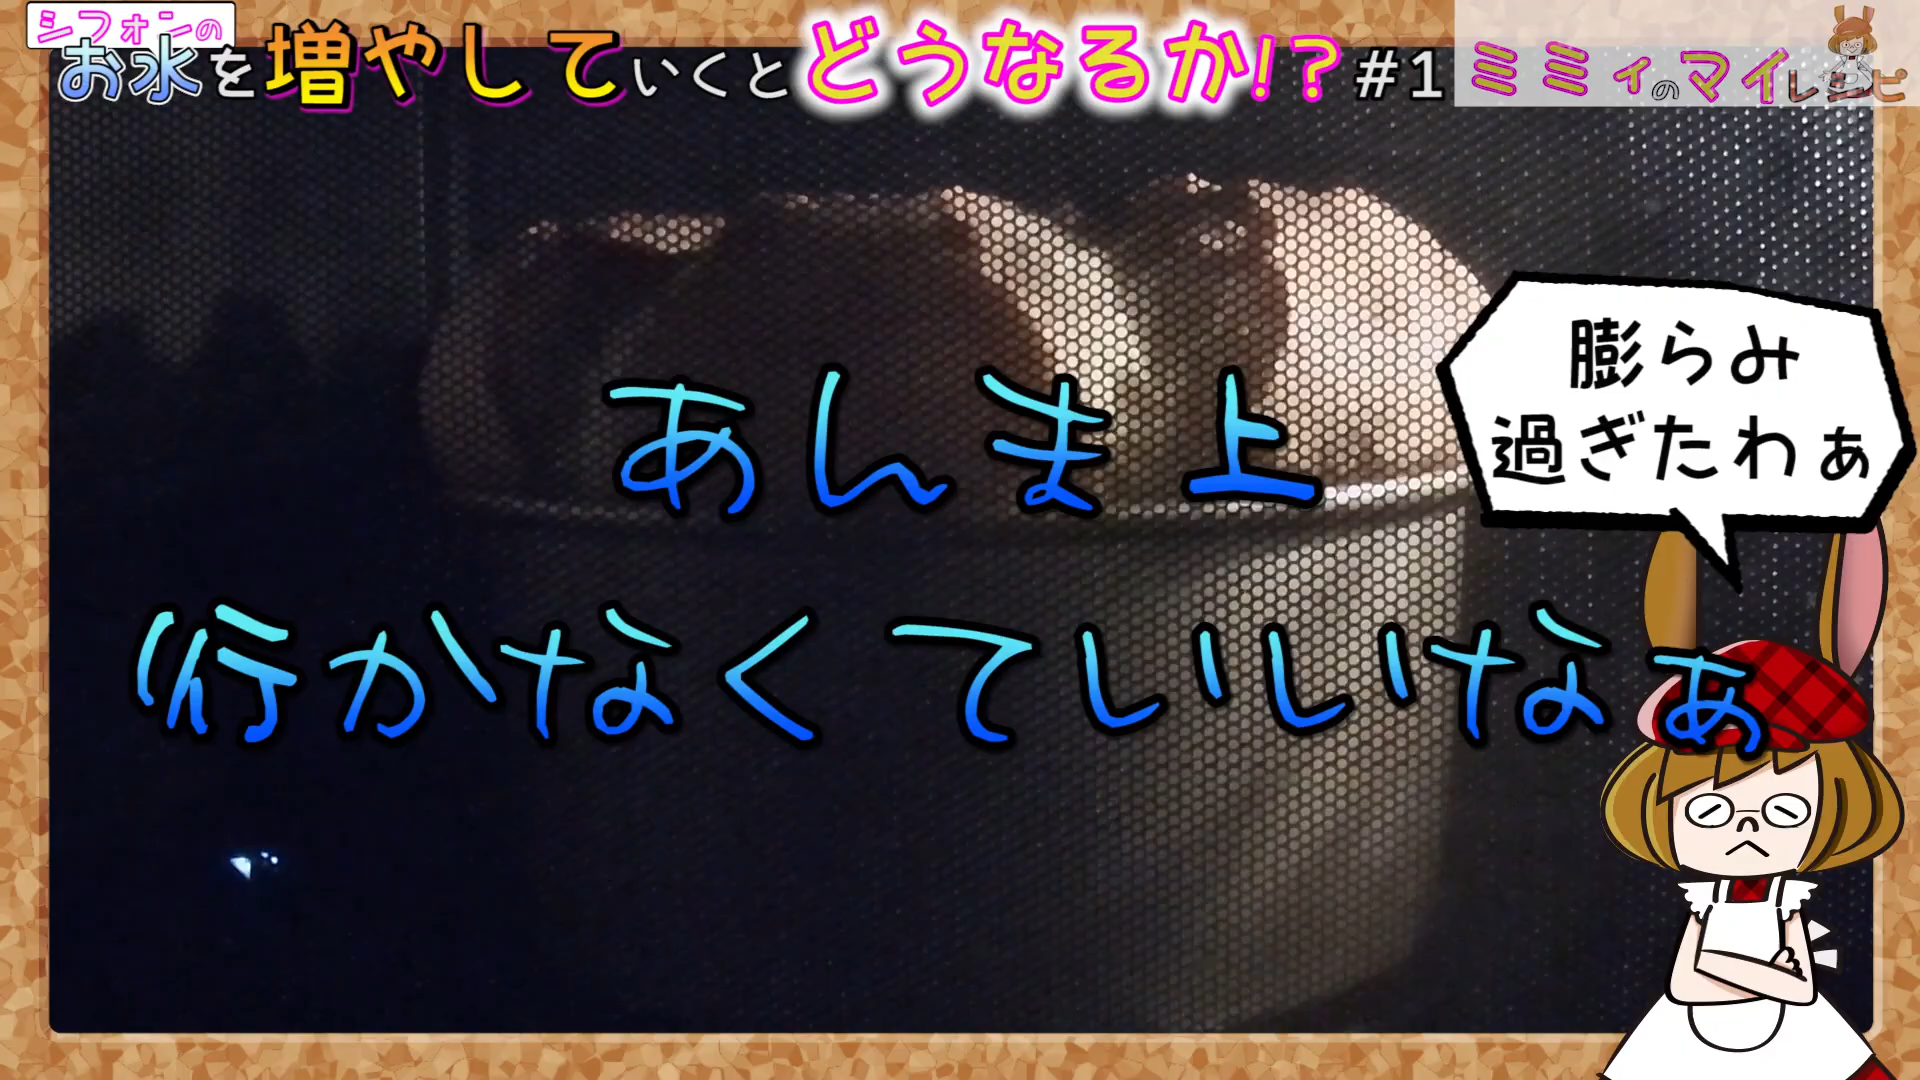 シフォンの
お水を増やしていくとどうなるか!?#1
ミミィのマイレシピ
膨らみ
過ぎたわぁ
あんま上
行かなくていいなぁ